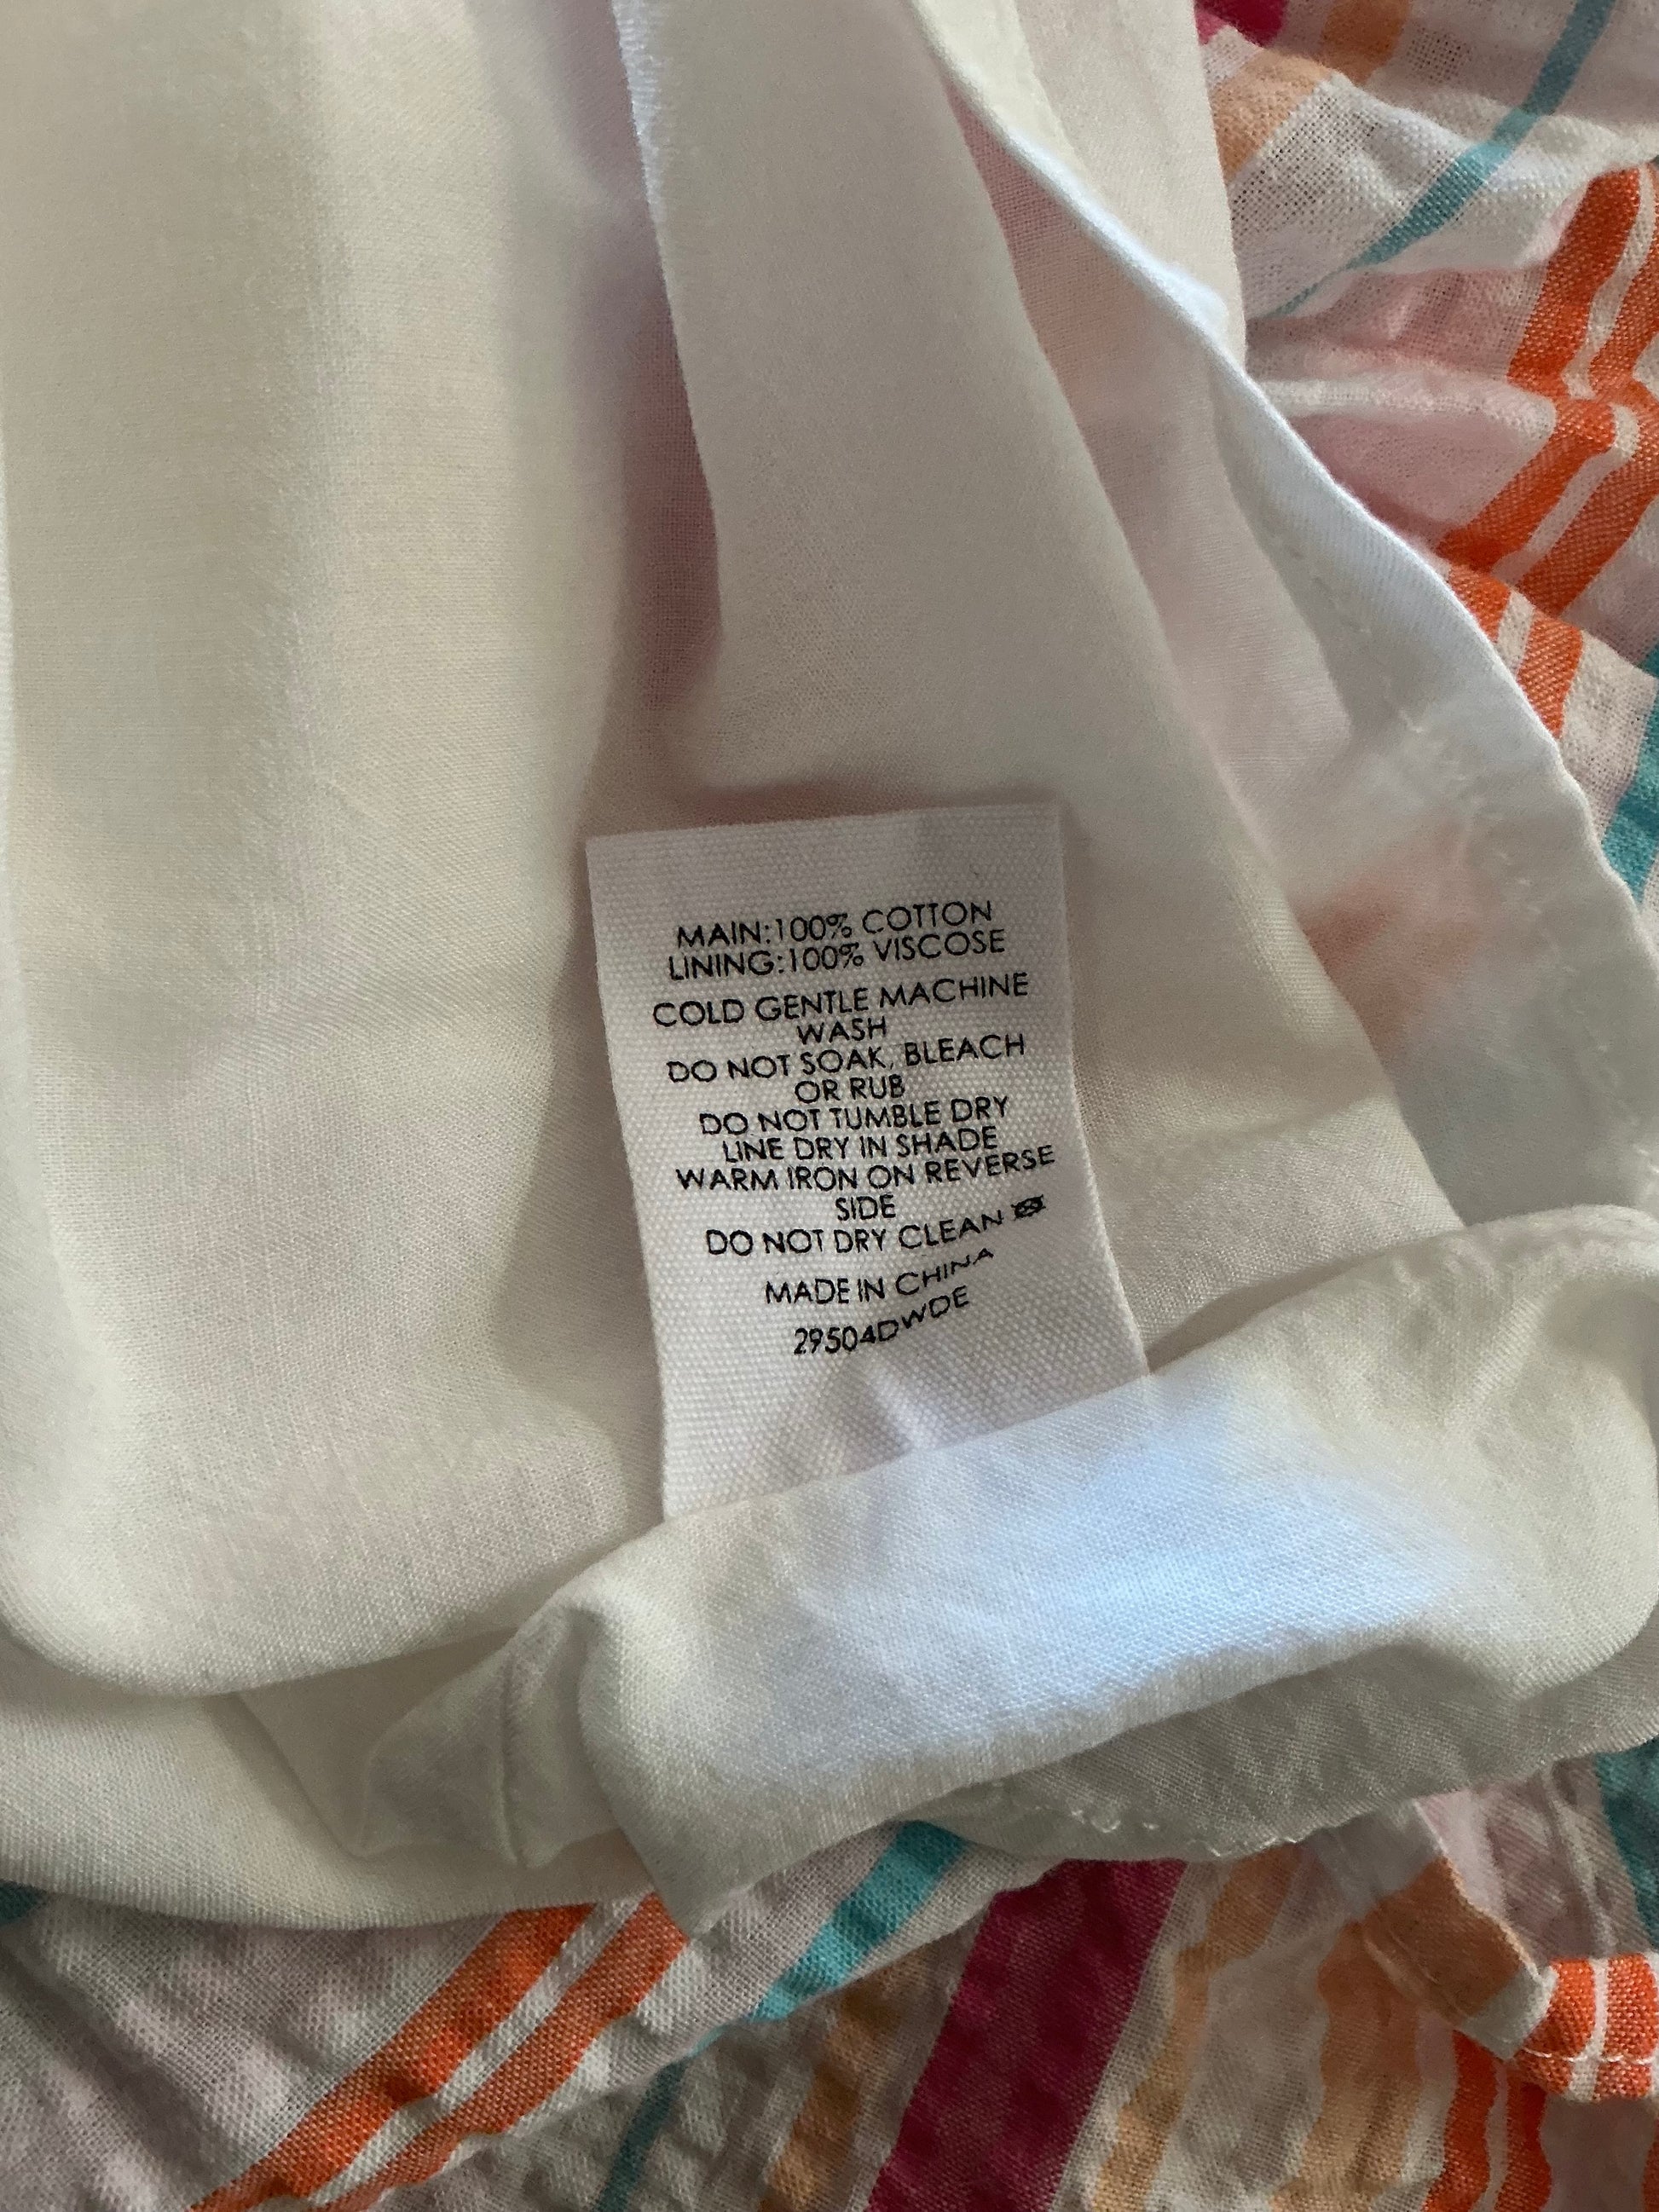 MAIN:100% COTTON
LINING:100% VISCOSE
COLD GENTLE MACHINE
WASH
DO NOT SOAK, BLEACH
OR RUB
DO NOT TUMBLE DRY
LINE DRY IN SHADE
WARM IRON ON REVERSE
SIDE
DO NOT DRY CLEAN
MADE IN CHINA
29504DWDE